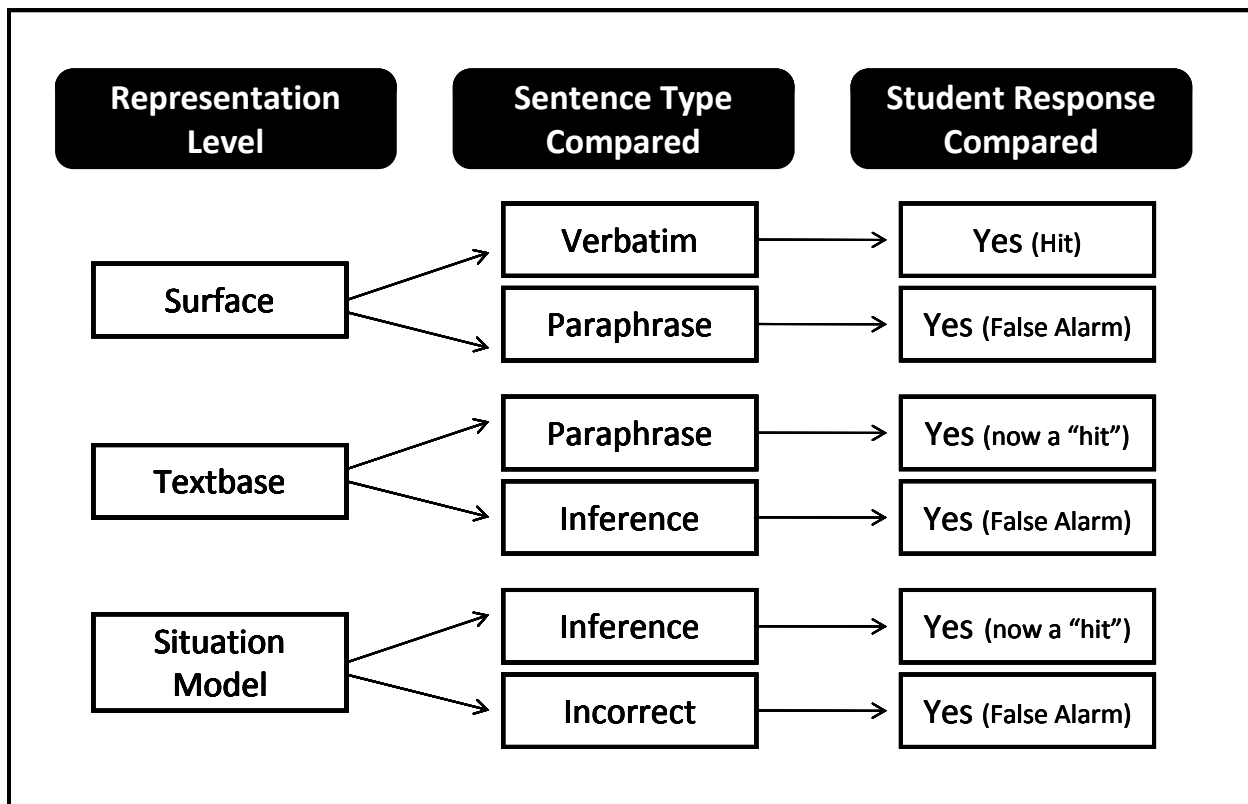 Representation
Level
Sentence Type
Compared
Student Response
Compared
Surface
Verbatim
Yes (Hit)
Paraphrase
Yes (False Alarm)
Textbase
Paraphrase
Yes (now a “hit”)
Inference
Yes (False Alarm)
Situation
Model
Inference
Yes (now a “hit”)
Incorrect
Yes (False Alarm)